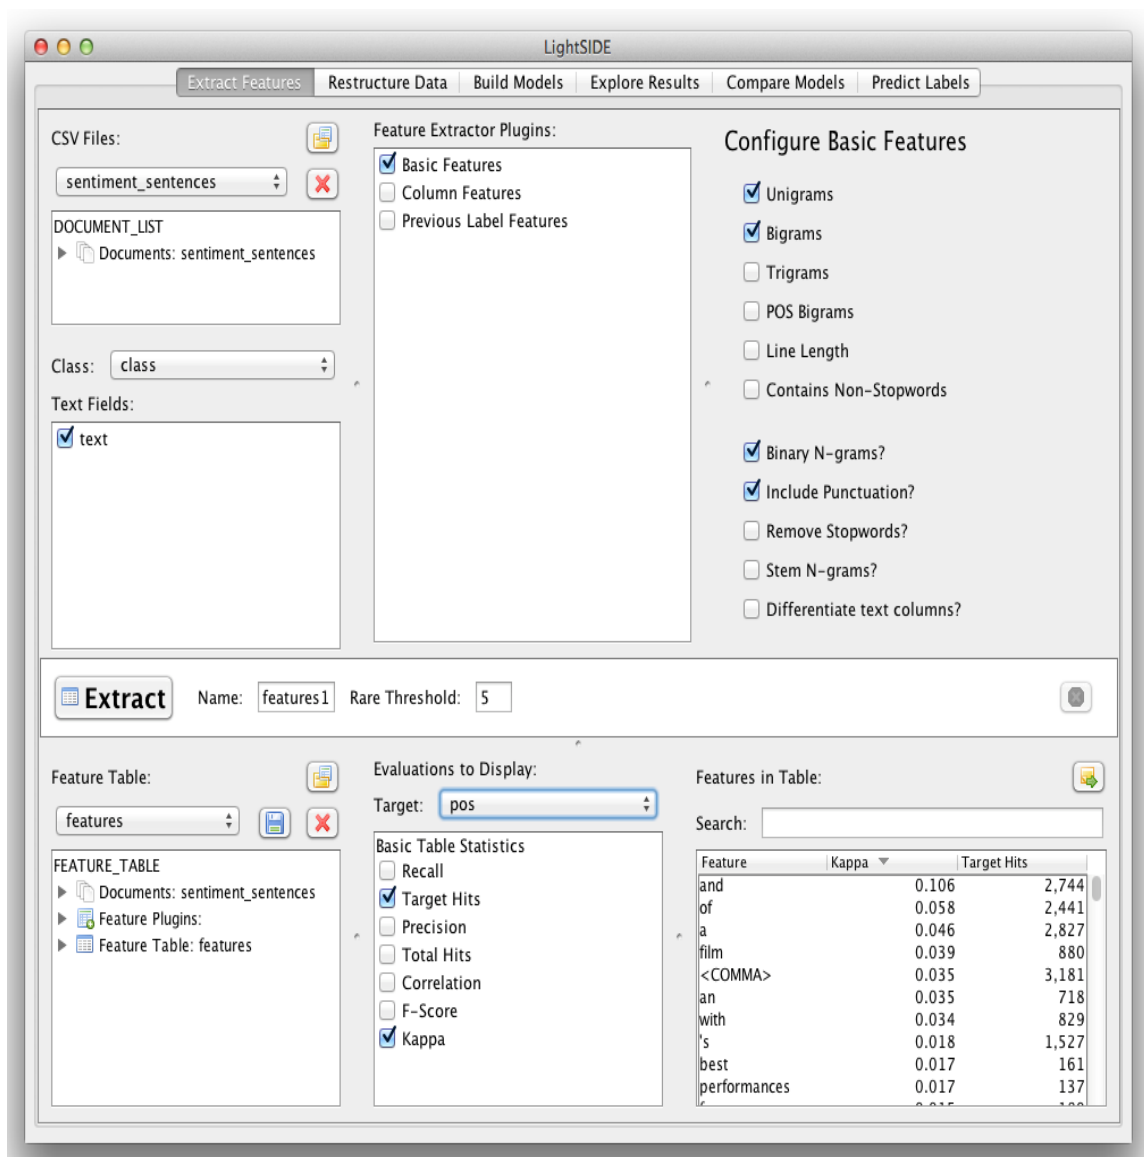 LightSIDE
Extract Features Restructure Data Build Models Explore Results Compare Models Predict Labels
CSV Files:
sentiment_sentences
DOCUMENT_LIST
Documents: sentiment_sentences
Class: class
Text Fields:
text
Feature Extractor Plugins:
Basic Features
Column Features
Previous Label Features
Configure Basic Features
Unigrams
Bigrams
Trigrams
POS Bigrams
Line Length
Contains Non-Stopwords
Binary N-grams?
Include Punctuation?
Remove Stopwords?
Stem N-grams?
Differentiate text columns?
Extract Name: features1 Rare Threshold: 5
Feature Table:
features
FEATURE_TABLE
Documents: sentiment_sentences
Feature Plugins:
Feature Table: features
Evaluations to Display:
Target: pos
Basic Table Statistics
Recall
Target Hits
Precision
Total Hits
Correlation
F-Score
Kappa
Features in Table:
Search:
Feature Kappa Target Hits
and 0.106 2,744
of 0.058 2,441
a 0.046 2,827
film 0.039 880
<COMMA> 0.035 3,181
an 0.035 718
with 0.034 829
's 0.018 1,527
best 0.017 161
performances 0.017 137